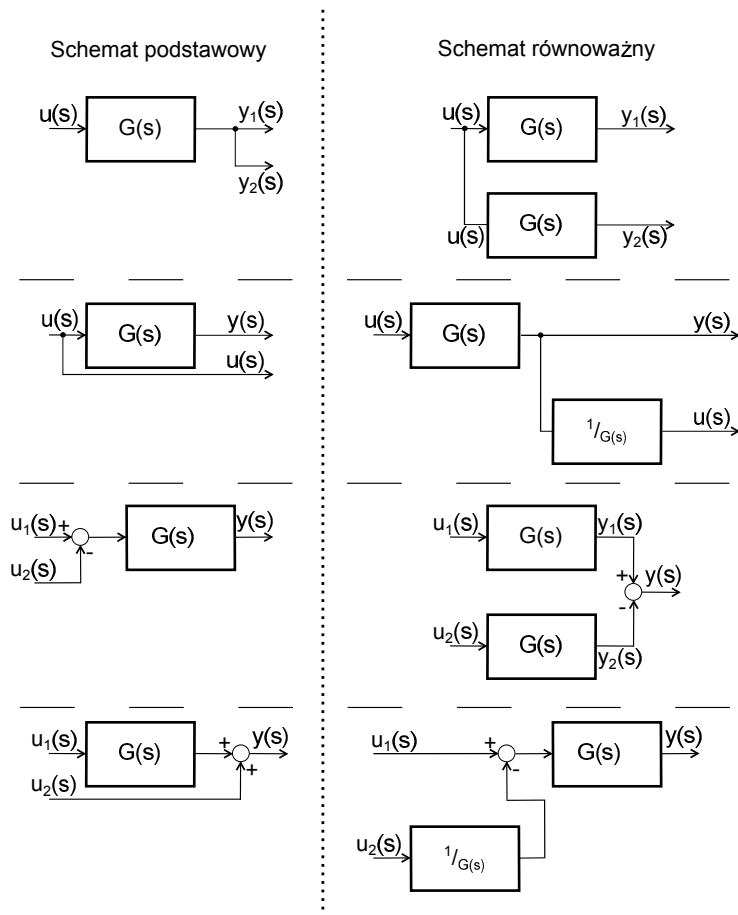 Schemat podstawowy
Schemat równoważny
u(s)
G(s)
y1(s)
y2(s)
u(s)
G(s)
y1(s)
u(s)
G(s)
y2(s)
u(s)
G(s)
y(s)
u(s)
u(s)
G(s)
y(s)
1/G(s)
u(s)
u1(s)
+
-
u2(s)
G(s)
y(s)
u1(s)
G(s)
y1(s)
+
-
y(s)
u2(s)
G(s)
y2(s)
u1(s)
G(s)
+
+
y(s)
u2(s)
u1(s)
+
-
G(s)
y(s)
u2(s)
1/G(s)